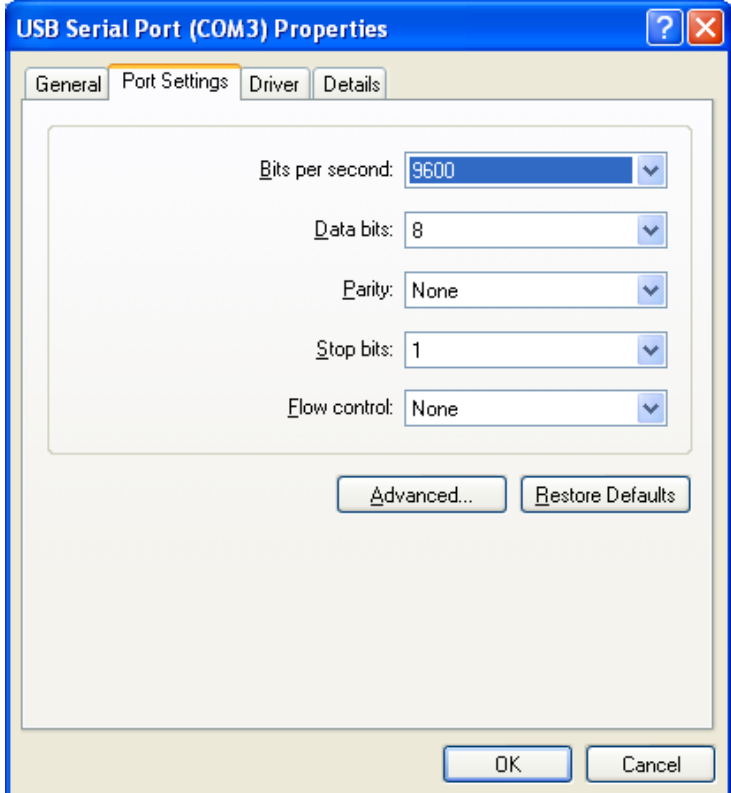 USB Serial Port (COM3) Properties
?
General Port Settings Driver Details
Bits per second: 9600
Data bits: 8
Parity: None
Stop bits: 1
Flow control: None
Advanced... Restore Defaults
OK Cancel